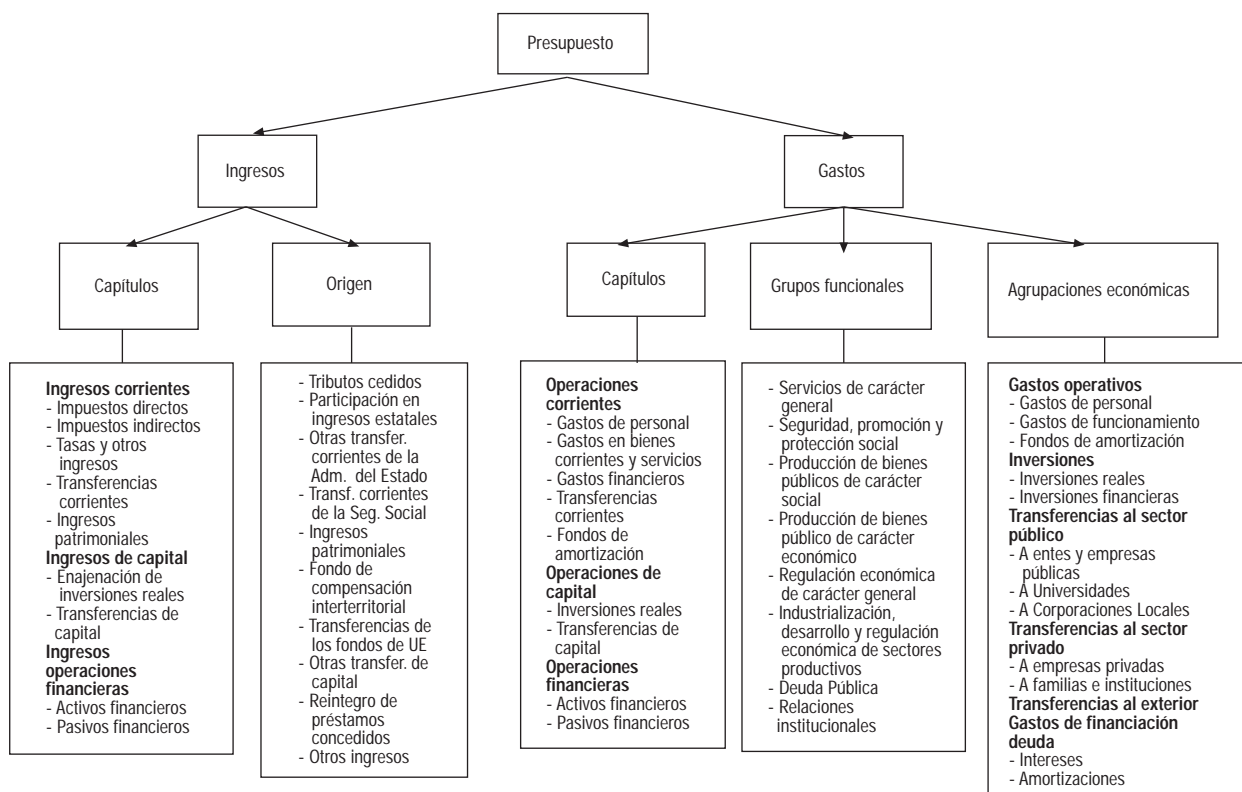 Presupuesto
Ingresos
Gastos
Capítulos
Origen
Capítulos
Grupos funcionales
Agrupaciones económicas
Ingresos corrientes
- Impuestos directos
- Impuestos indirectos
- Tasas y otros
ingresos
- Transferencias
corrientes
- Ingresos
patrimoniales
Ingresos de capital
- Enajenación de
inversiones reales
- Transferencias de
capital
Ingresos
operaciones
financieras
- Activos financieros
- Pasivos financieros
- Tributos cedidos
- Participación en
ingresos estatales
- Otras transfer.
corrientes de la
Adm. del Estado
- Transf. corrientes
de la Seg. Social
- Ingresos
patrimoniales
- Fondo de
compensación
interterritorial
- Transferencias de
los fondos de UE
- Otras transfer. de
capital
- Reintegro de
préstamos
concedidos
- Otros ingresos
Operaciones
corrientes
- Gastos de personal
- Gastos en bienes
corrientes y servicios
- Gastos financieros
- Transferencias
corrientes
- Fondos de
amortización
Operaciones de
capital
- Inversiones reales
- Transferencias de
capital
Operaciones
financieras
- Activos financieros
- Pasivos financieros
- Servicios de carácter
general
- Seguridad, promoción y
protección social
- Producción de bienes
públicos de carácter
social
- Producción de bienes
público de carácter
económico
- Regulación económica
de carácter general
- Industrialización,
desarrollo y regulación
económica de sectores
productivos
- Deuda Pública
- Relaciones
institucionales
Gastos operativos
- Gastos de personal
- Gastos de funcionamiento
- Fondos de amortización
Inversiones
- Inversiones reales
- Inversiones financieras
Transferencias al sector
público
- A entes y empresas
públicas
- A Universidades
- A Corporaciones Locales
Transferencias al sector
privado
- A empresas privadas
- A familias e instituciones
Transferencias al exterior
Gastos de financiación
deuda
- Intereses
- Amortizaciones